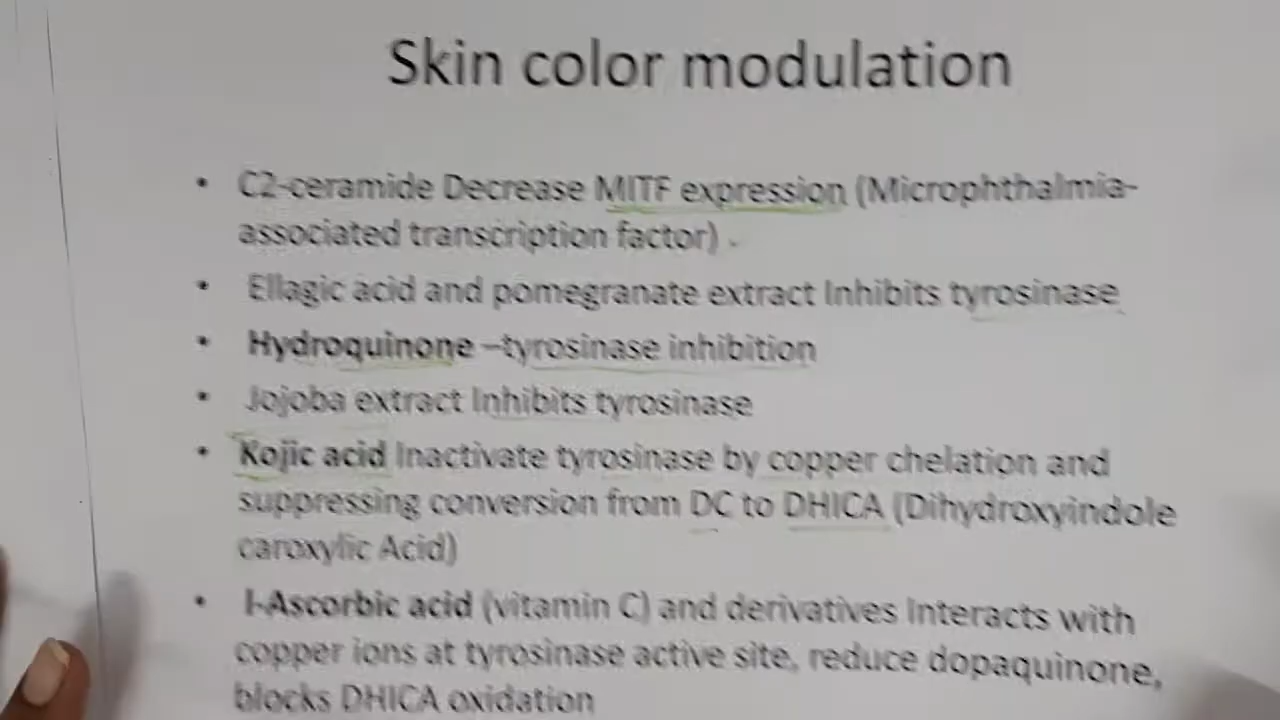 Skin color modulation
• C2-ceramide Decrease MITF expression (Microphthalmia-
associated transcription factor)
• Ellagic acid and pomegranate extract Inhibits tyrosinase
• Hydroquinone –tyrosinase inhibition
• Jojoba extract Inhibits tyrosinase
• Kojic acid Inactivate tyrosinase by copper chelation and
suppressing conversion from DC to DHICA (Dihydroxyindole
caroxylic Acid)
• l-Ascorbic acid (vitamin C) and derivatives Interacts with
copper ions at tyrosinase active site, reduce dopaquinone,
blocks DHICA oxidation